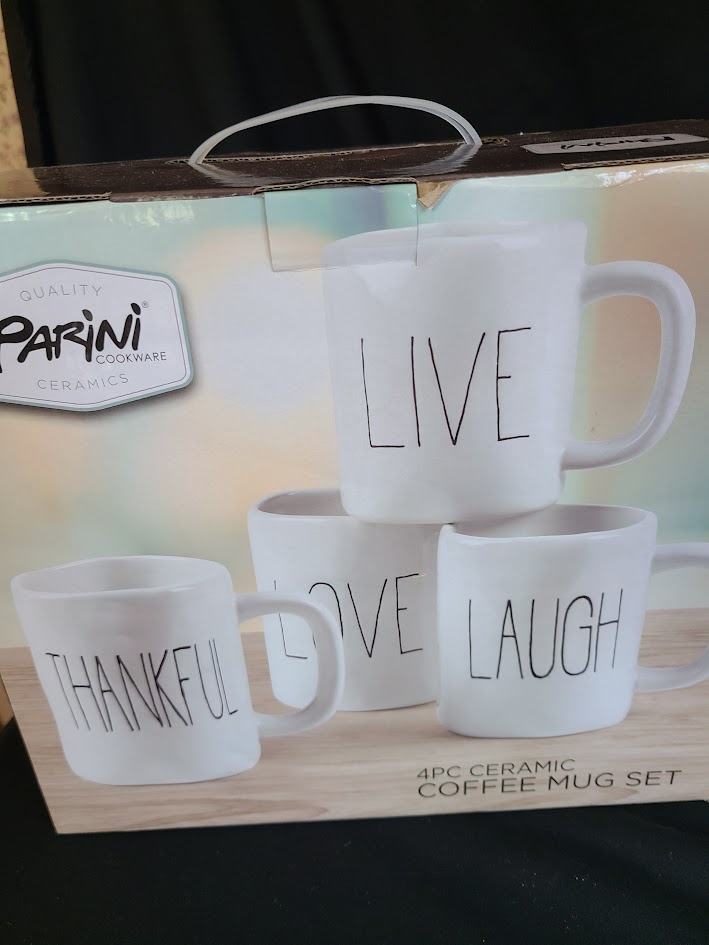 QUALITY
PARINI®
COOKWARE
CERAMICS
LIVE
LOVE
LAUGH
THANKFUL
4PC CERAMIC
COFFEE MUG SET